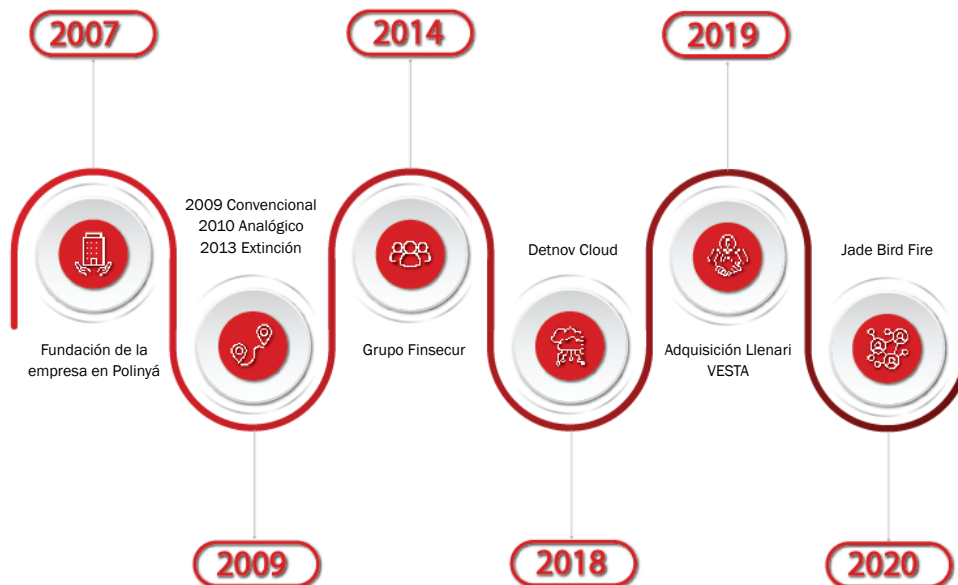 2007
2014
2019
2009 Convencional
2010 Analógico
2013 Extinción
Detnov Cloud
Jade Bird Fire
Fundación de la
empresa en Polinyá
Grupo Finsecur
Adquisición Llenari
VESTA
2009
2018
2020